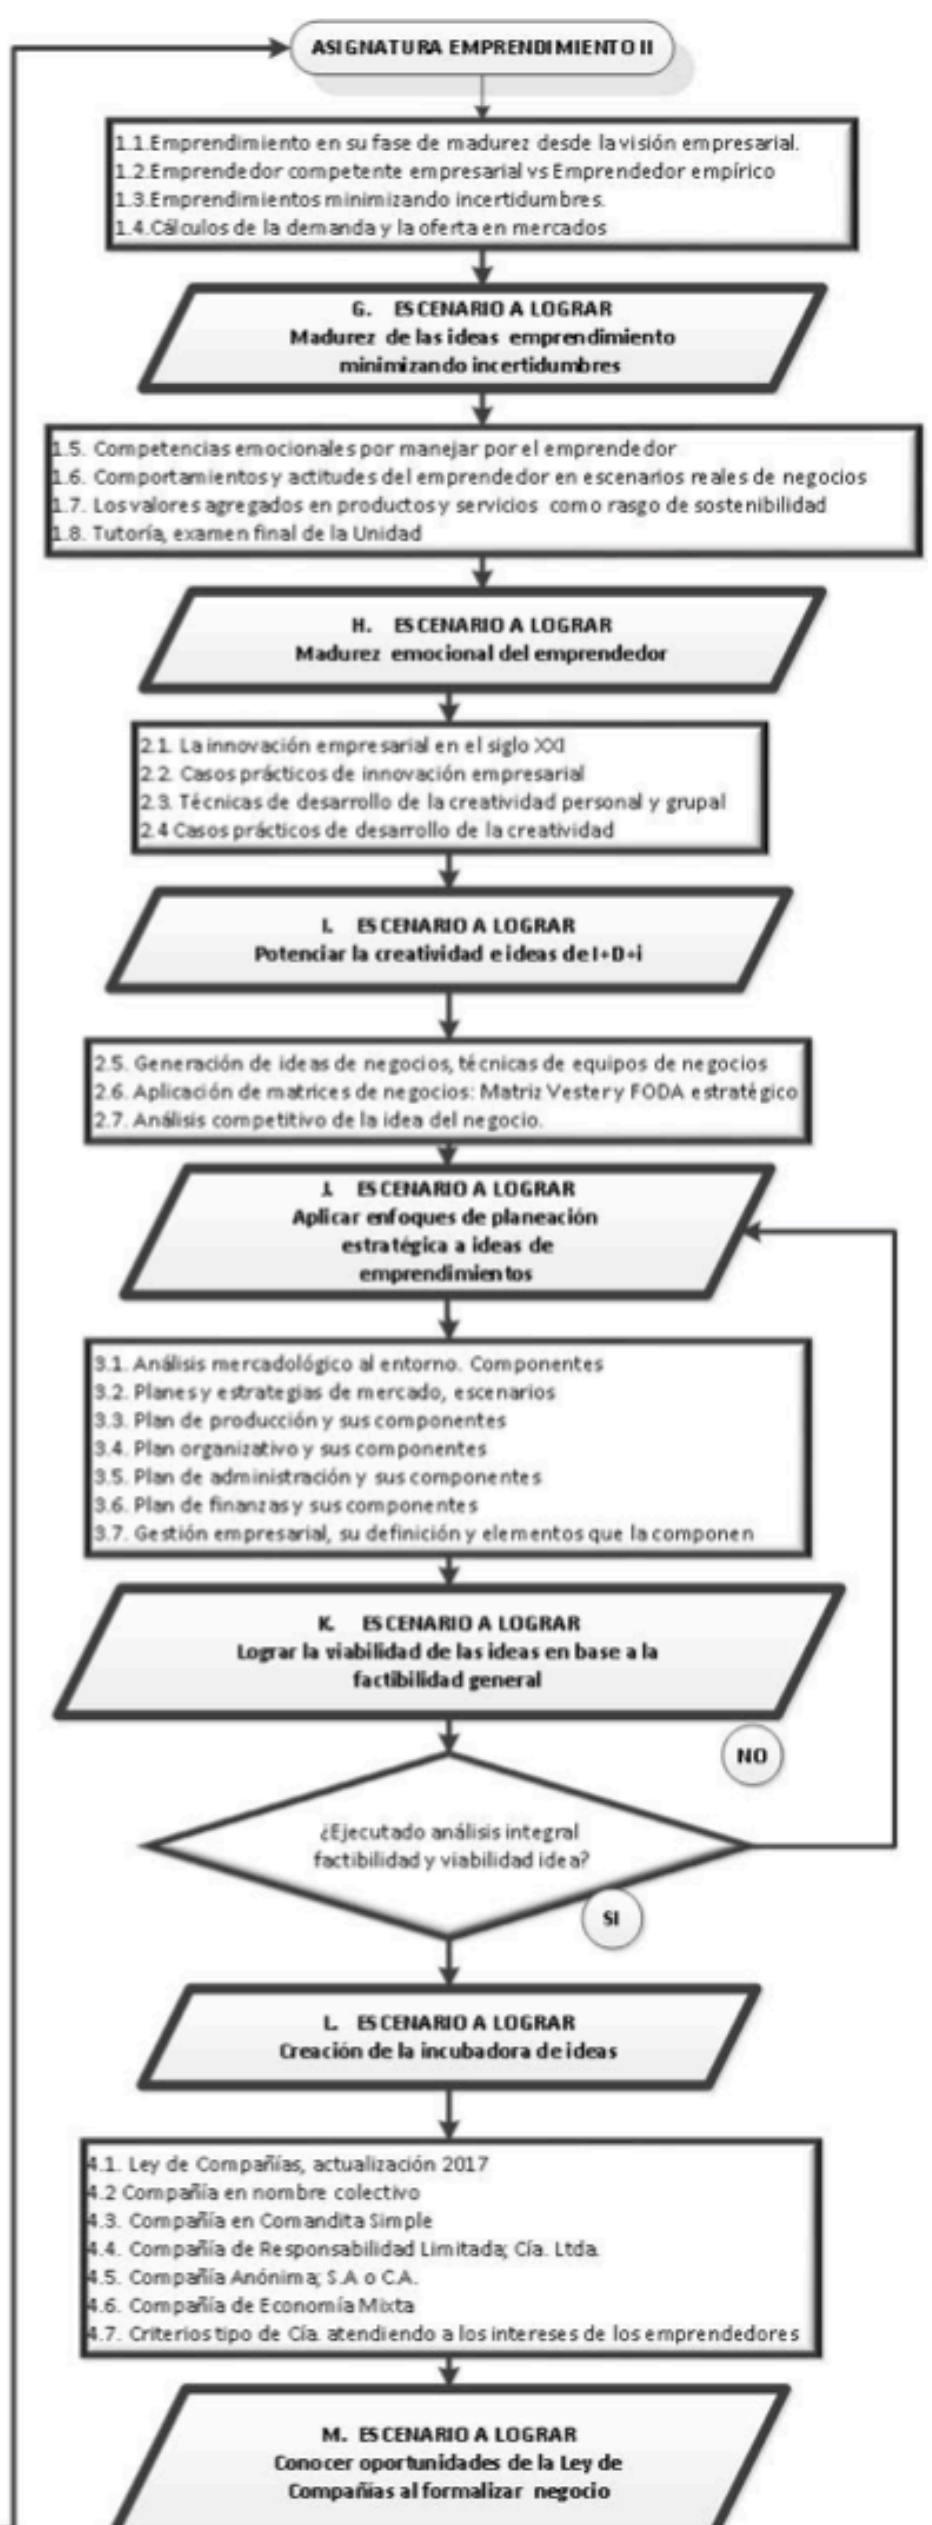 ASIGNATURA EMPRENDIMIENTO II
1.1.Emprendimiento en su fase de madurez desde la visión empresarial.
1.2.Emprendedor competente empresarial vs Emprendedor empírico
1.3.Emprendimientos minimizando incertidumbres.
1.4.Cálculos de la demanda y la oferta en mercados
G. ESCENARIO A LOGRAR
Madurez de las ideas emprendimiento
minimizando incertidumbres
1.5. Competencias emocionales por manejar por el emprendedor
1.6. Comportamientos y actitudes del emprendedor en escenarios reales de negocios
1.7. Los valores agregados en productos y servicios como rasgo de sostenibilidad
1.8. Tutoría, examen final de la Unidad
H. ESCENARIO A LOGRAR
Madurez emocional del emprendedor
2.1. La innovación empresarial en el siglo XXI
2.2. Casos prácticos de innovación empresarial
2.3. Técnicas de desarrollo de la creatividad personal y grupal
2.4 Casos prácticos de desarrollo de la creatividad
I. ESCENARIO A LOGRAR
Potenciar la creatividad e ideas de I+D+i
2.5. Generación de ideas de negocios, técnicas de equipos de negocios
2.6. Aplicación de matrices de negocios: Matriz Vester y FODA estratégico
2.7. Análisis competitivo de la idea del negocio.
J. ESCENARIO A LOGRAR
Aplicar enfoques de planeación
estratégica a ideas de
emprendimientos
3.1. Análisis mercadológico al entorno. Componentes
3.2. Planes y estrategias de mercado, escenarios
3.3. Plan de producción y sus componentes
3.4. Plan organizativo y sus componentes
3.5. Plan de administración y sus componentes
3.6. Plan de finanzas y sus componentes
3.7. Gestión empresarial, su definición y elementos que la componen
K. ESCENARIO A LOGRAR
Lograr la viabilidad de las ideas en base a la
factibilidad general
NO
¿Ejecutado análisis integral
factibilidad y viabilidad idea?
SI
L. ESCENARIO A LOGRAR
Creación de la incubadora de ideas
4.1. Ley de Compañías, actualización 2017
4.2 Compañía en nombre colectivo
4.3. Compañía en Comandita Simple
4.4. Compañía de Responsabilidad Limitada; Cía. Ltda.
4.5. Compañía Anónima; S.A o C.A.
4.6. Compañía de Economía Mixta
4.7. Criterios tipo de Cía. atendiendo a los intereses de los emprendedores
M. ESCENARIO A LOGRAR
Conocer oportunidades de la Ley de
Compañías al formalizar negocio